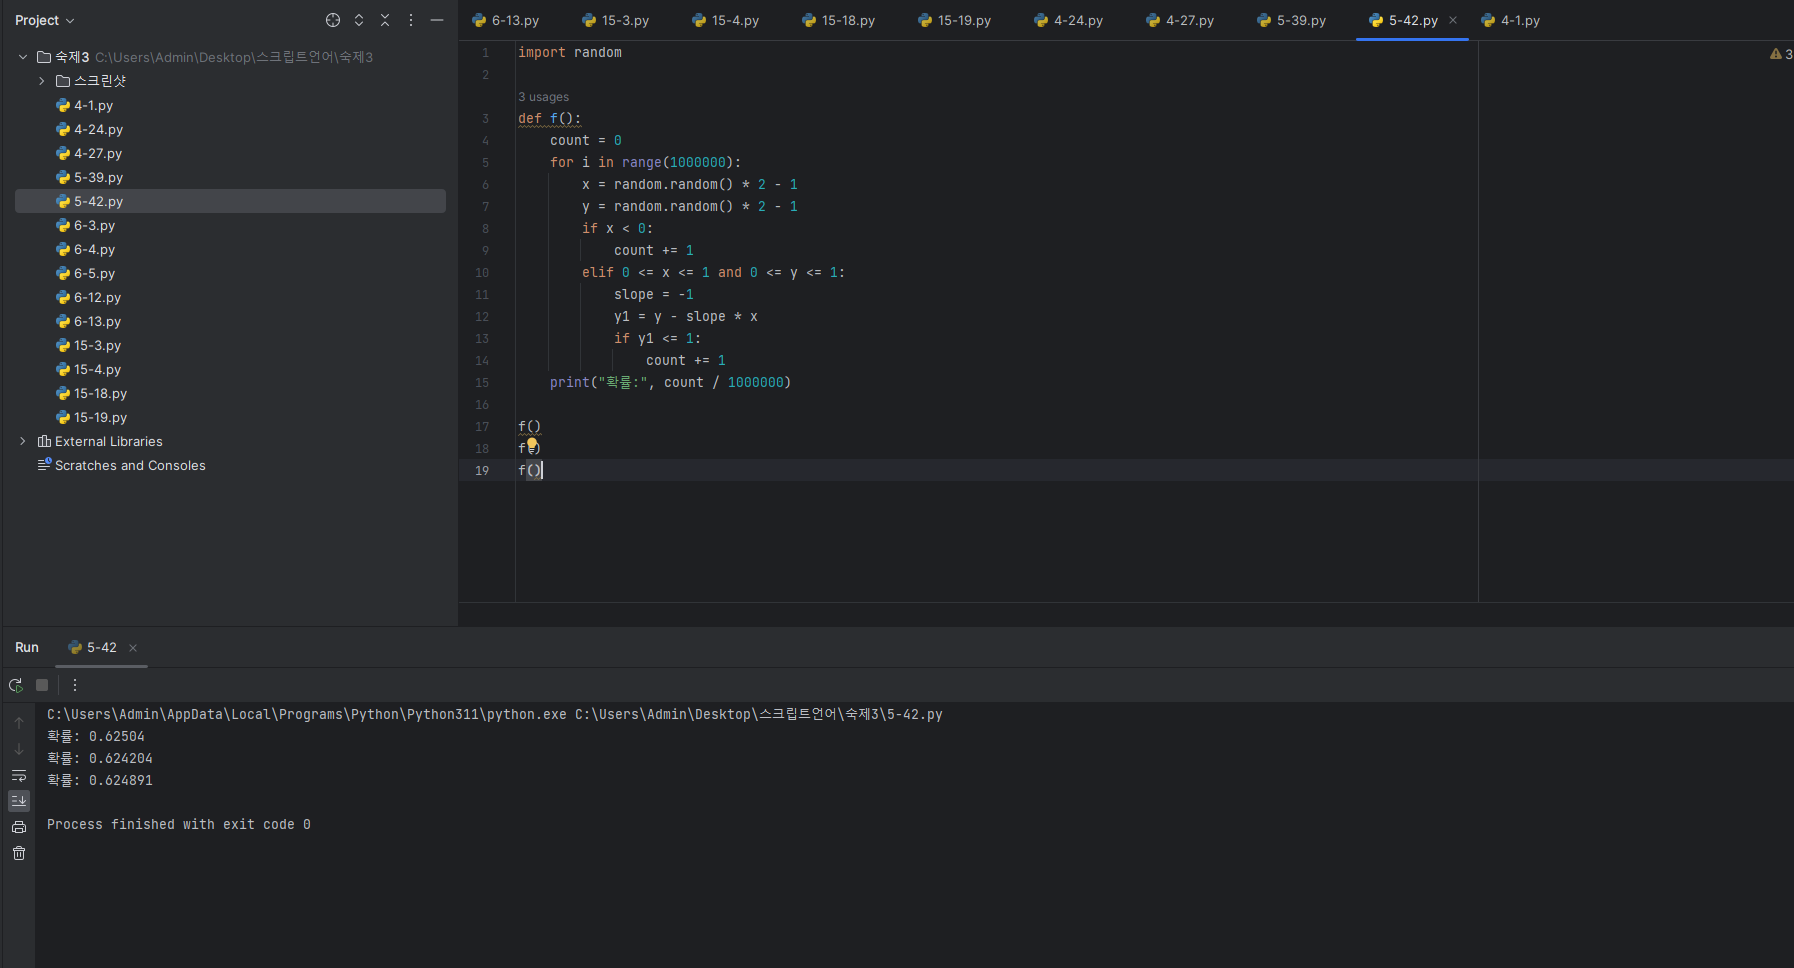 Project
숙제3 C:\Users\Admin\Desktop\스크립트언어\숙제3
스크린샷
4-1.py
4-24.py
4-27.py
5-39.py
5-42.py
6-3.py
6-4.py
6-5.py
6-12.py
6-13.py
15-3.py
15-4.py
15-18.py
15-19.py
External Libraries
Scratches and Consoles
6-13.py 15-3.py 15-4.py 15-18.py 15-19.py 4-24.py 4-27.py 5-39.py 5-42.py 4-1.py
3
1 import random
2
3 usages
3 def f():
4 count = 0
5 for i in range(1000000):
6 x = random.random() * 2 - 1
7 y = random.random() * 2 - 1
8 if x < 0:
9 count += 1
10 elif 0 <= x <= 1 and 0 <= y <= 1:
11 slope = -1
12 y1 = y - slope * x
13 if y1 <= 1:
14 count += 1
15 print("확률:", count / 1000000)
16
17 f()
18 f()
19 f()
Run 5-42
C:\Users\Admin\AppData\Local\Programs\Python\Python311\python.exe C:\Users\Admin\Desktop\스크립트언어\숙제3\5-42.py
확률: 0.62504
확률: 0.624204
확률: 0.624891
Process finished with exit code 0